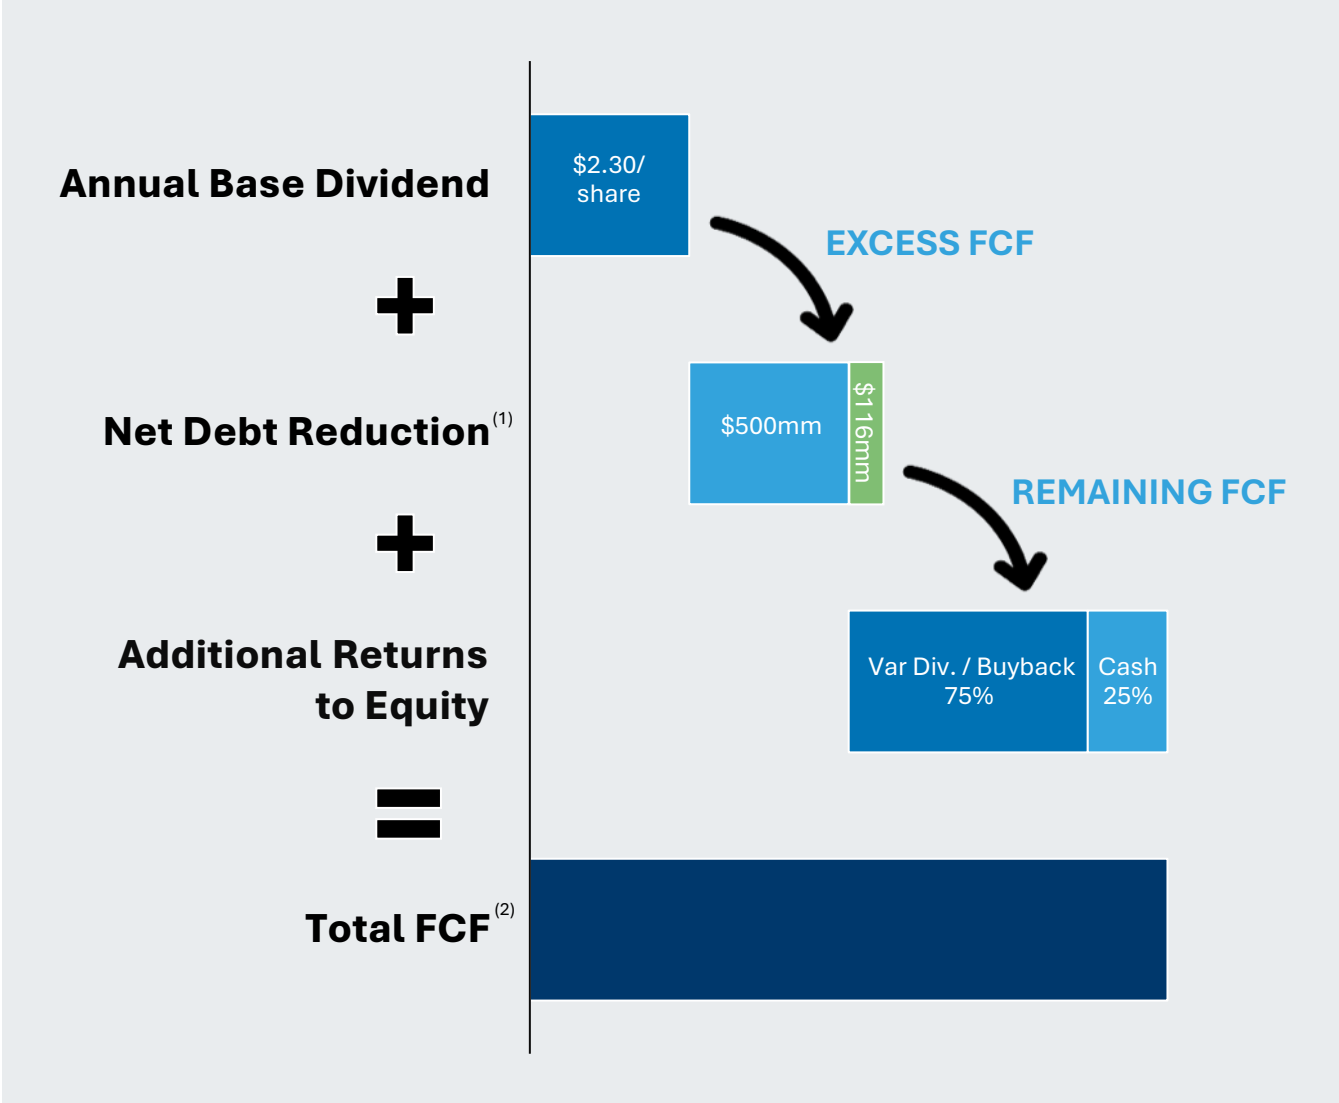 Annual Base Dividend
$2.30/
share
EXCESS FCF
+
Net Debt Reduction(1)
$500mm
$116mm
REMAINING FCF
+
Additional Returns
to Equity
Var Div. / Buyback
75%
Cash
25%
=
Total FCF(2)